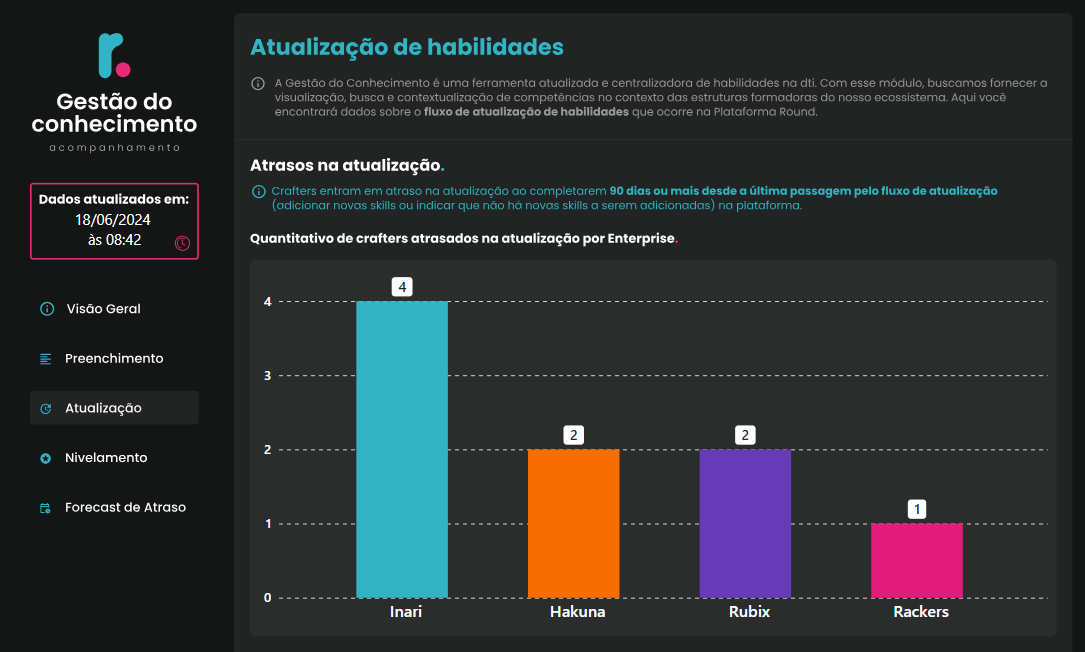 Gestão do
conhecimento
acompanhamento
Dados atualizados em:
18/06/2024
às 08:42
Visão Geral
Preenchimento
Atualização
Nivelamento
Forecast de Atraso
Atualização de habilidades
A Gestão do Conhecimento é uma ferramenta atualizada e centralizadora de habilidades na dti. Com esse módulo, buscamos fornecer a
visualização, busca e contextualização de competências no contexto das estruturas formadoras do nosso ecossistema. Aqui você
encontrará dados sobre o fluxo de atualização de habilidades que ocorre na Plataforma Round.
Atrasos na atualização.
Crafters entram em atraso na atualização ao completarem 90 dias ou mais desde a última passagem pelo fluxo de atualização
(adicionar novas skills ou indicar que não há novas skills a serem adicionadas) na plataforma.
Quantitativo de crafters atrasados na atualização por Enterprise.
4
4
3
2
2
2
1
1
0
Inari
Hakuna
Rubix
Rackers